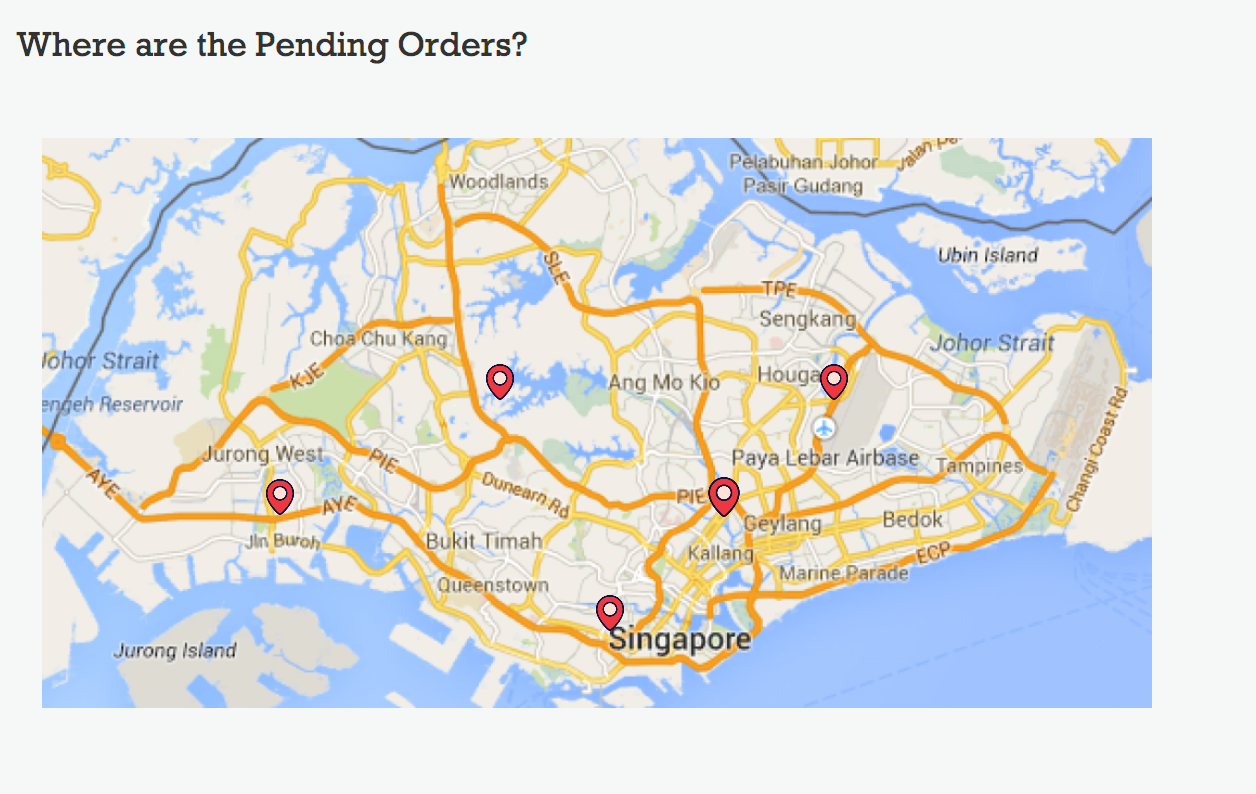 Where are the Pending Orders?
Pelabuhan Johor
Pasir Gudang
Jalan
Woodlands
Ubin Island
SLE
TPE
Sengkang
Johor Strait
Choa Chu Kang
Johor Strait
KJE
Ang Mo Kio
Houga
engeh Reservoir
Changi Coast Rd
Jurong West
PIE
Paya Lebar Airbase
Tampines
AYE
Dunearn Rd
PIE
AYE
Geylang
Bedok
Jln Buroh
Bukit Timah
Kallang
ECP
Marine Parade
Queenstown
Singapore
Jurong Island